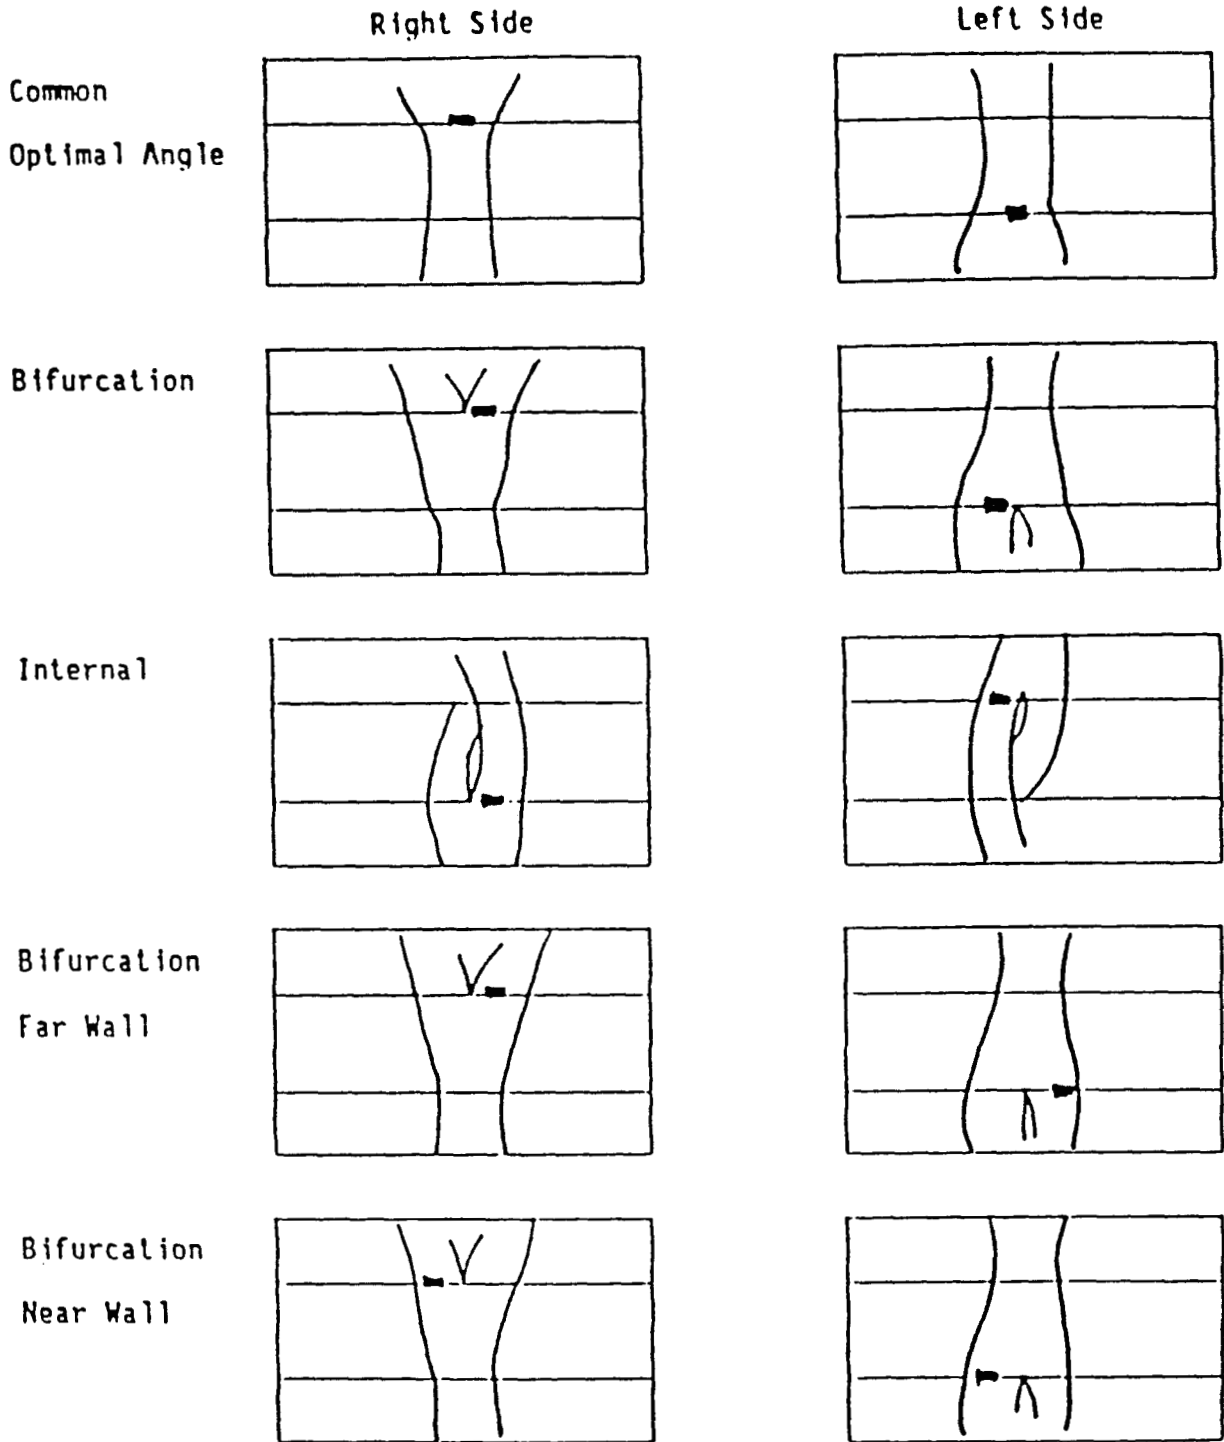 Right Side
Left Side
Common
Optimal Angle
Bifurcation
Internal
Bifurcation
Far Wall
Bifurcation
Near Wall